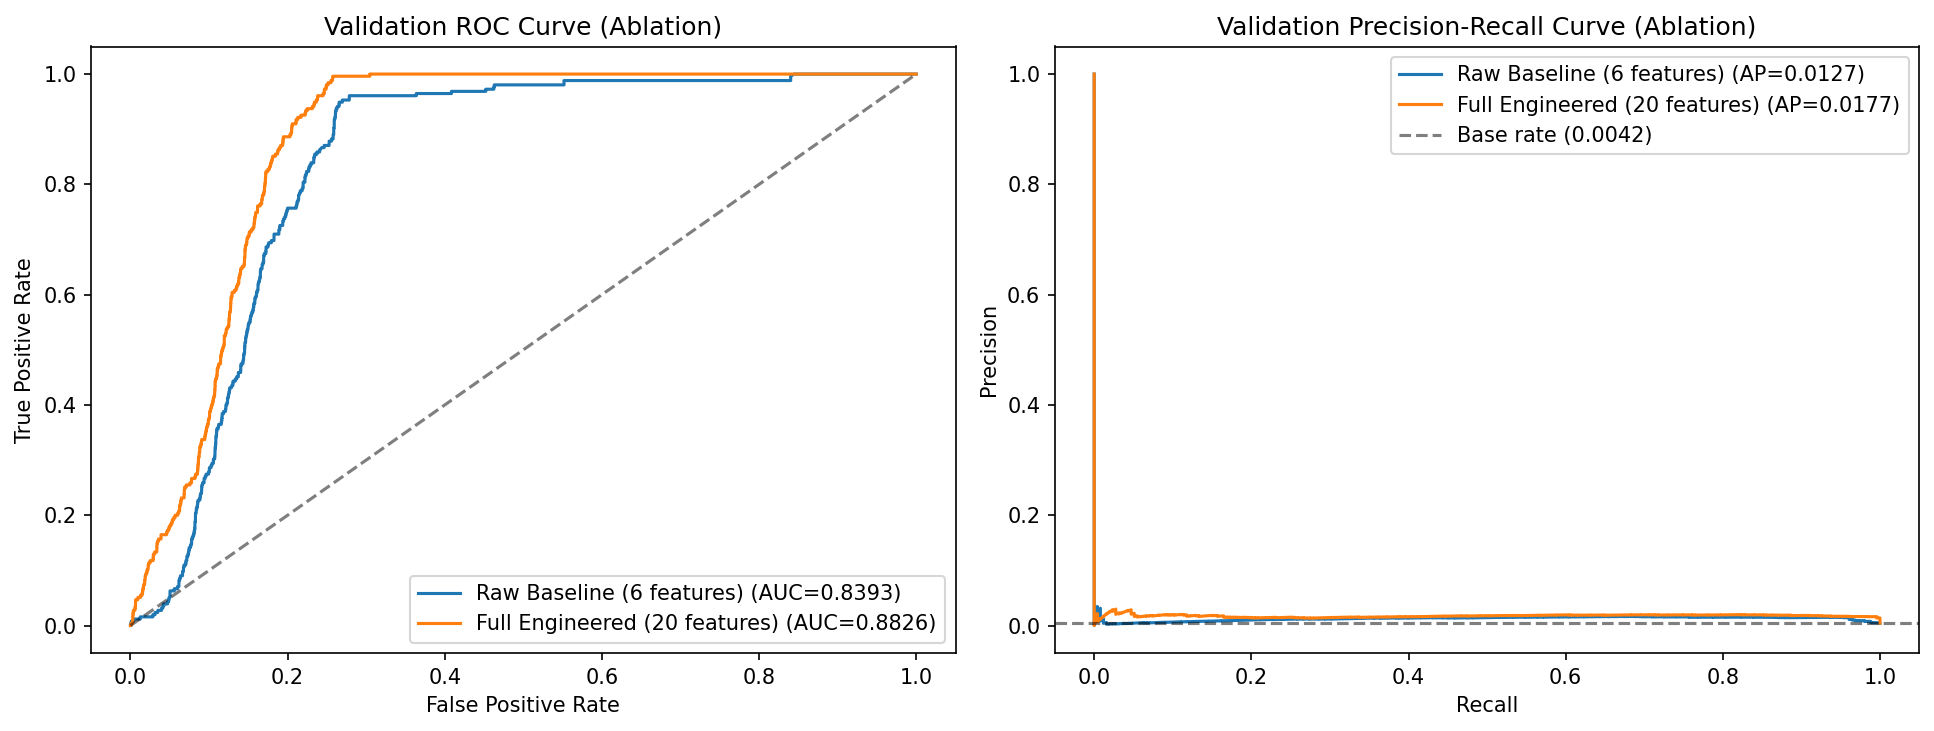 Validation ROC Curve (Ablation)
True Positive Rate
1.0
0.8
0.6
0.4
0.2
0.0
Raw Baseline (6 features) (AUC=0.8393)
Full Engineered (20 features) (AUC=0.8826)
0.0 0.2 0.4 0.6 0.8 1.0
False Positive Rate
Validation Precision-Recall Curve (Ablation)
Precision
1.0
0.8
0.6
0.4
0.2
0.0
Raw Baseline (6 features) (AP=0.0127)
Full Engineered (20 features) (AP=0.0177)
Base rate (0.0042)
0.0 0.2 0.4 0.6 0.8 1.0
Recall